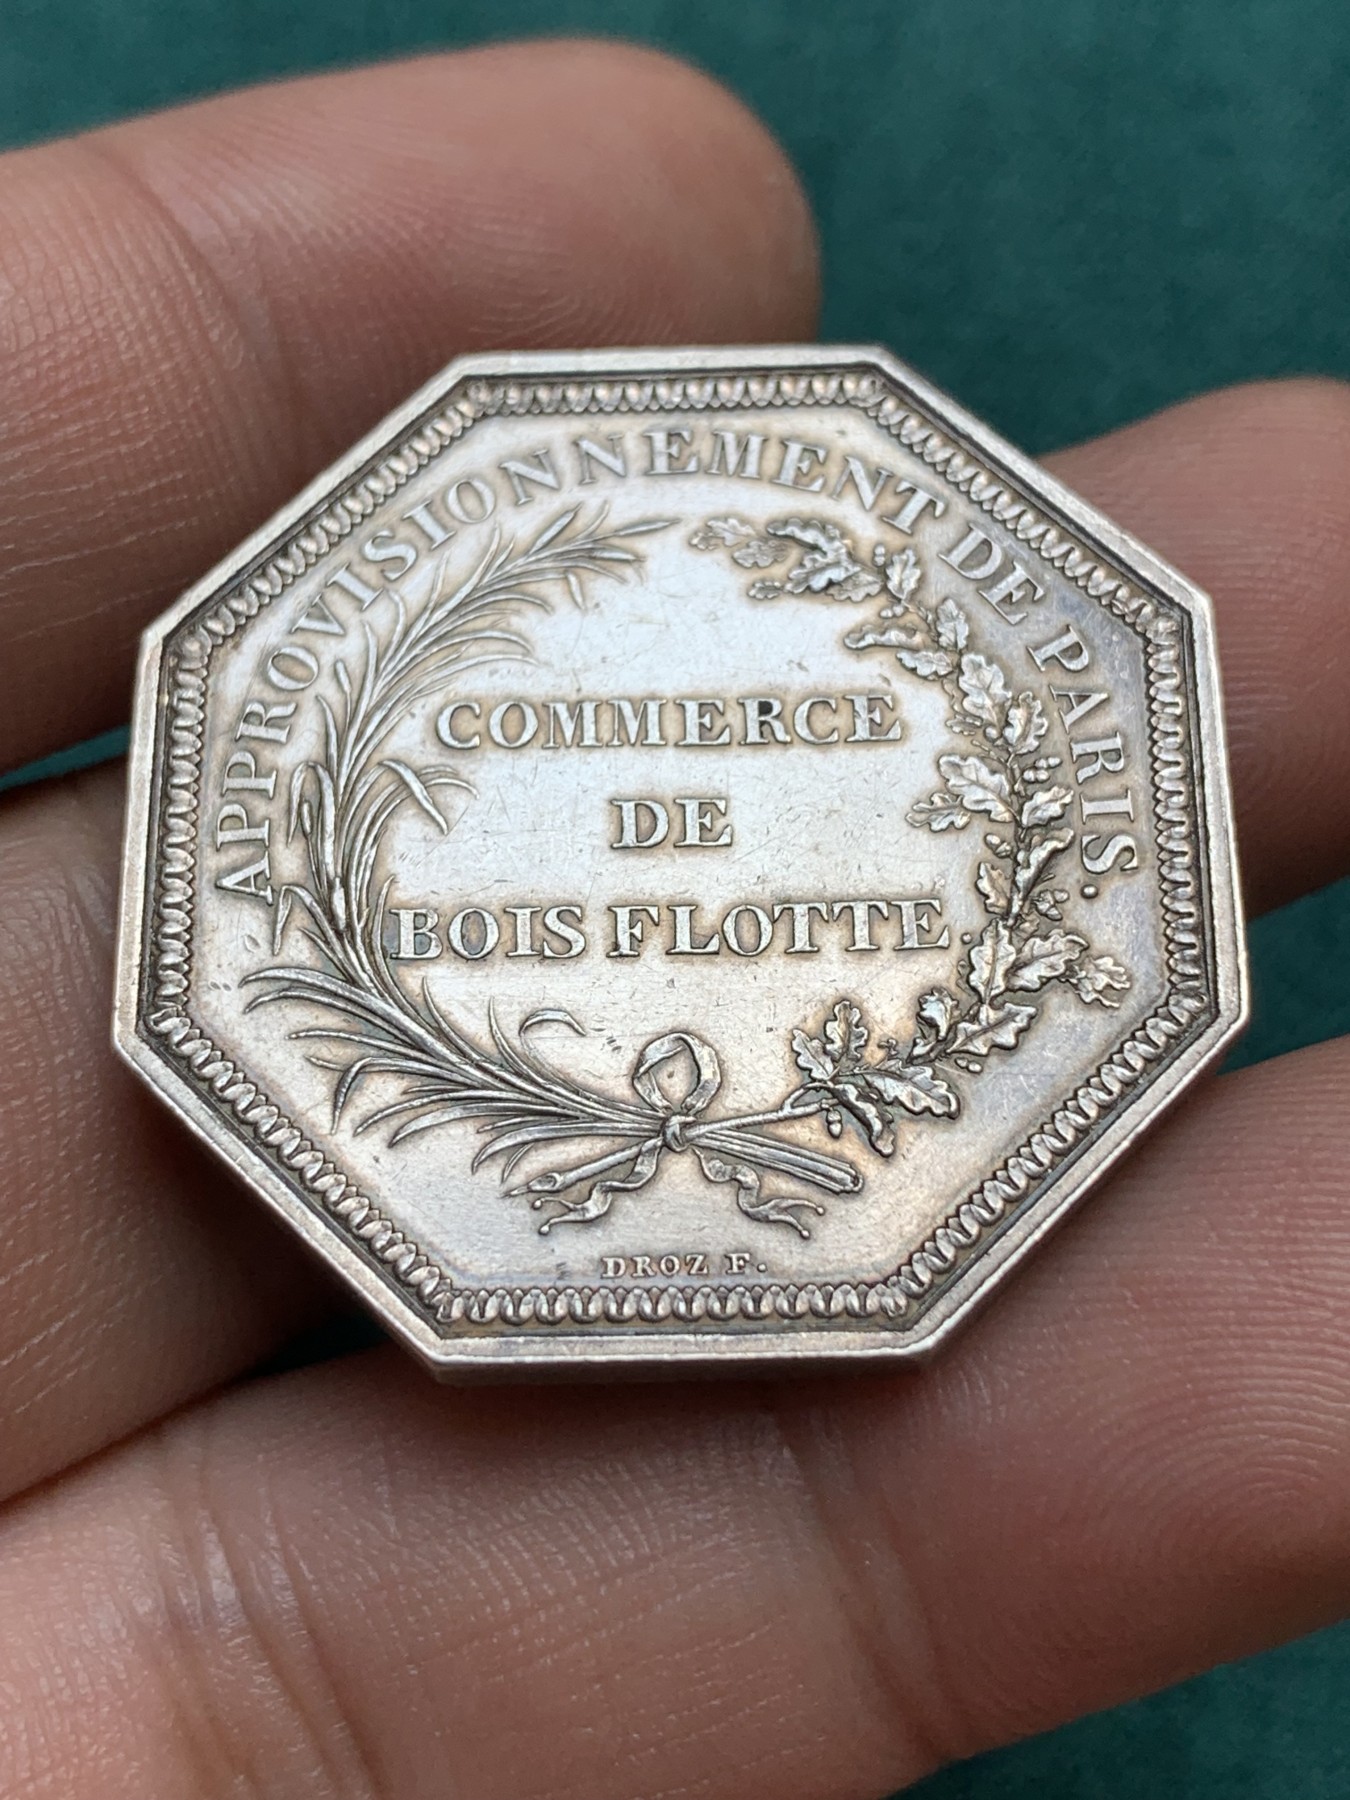 APPROVISIONNEMENT DE PARIS.
COMMERCE
DE
BOIS FLOTTE.
DROZ F.